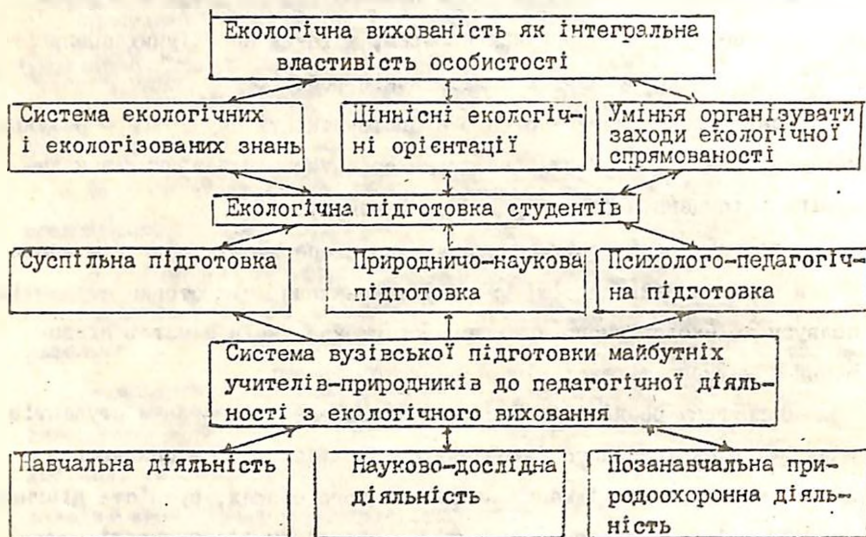 Екологічна вихованість як інтегральна
властивість особистості
Система екологічних
і екологізованих знань
Ціннісні екологіч-
ні орієнтації
Уміння організувати
заходи екологічної
спрямованості
Екологічна підготовка студентів
Суспільна підготовка
Природничо-наукова
підготовка
Психолого-педагогіч-
на підготовка
Система вузівської підготовки майбутніх
учителів-природників до педагогічної діяль-
ності з екологічного виховання
Навчальна діяльність
Науково-дослідна
діяльність
Позанавчальна при-
родоохоронна діяль-
ність